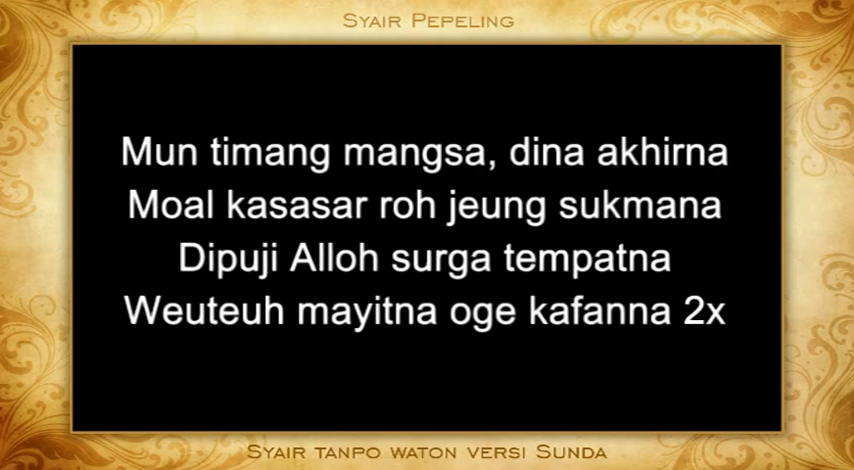 Syair Pepeling
Mun timang mangsa, dina akhirna
Moal kasasar roh jeung sukmana
Dipuji Alloh surga tempatna
Weuteuh mayitna oge kafanna 2x
Syair tanpo waton versi Sunda